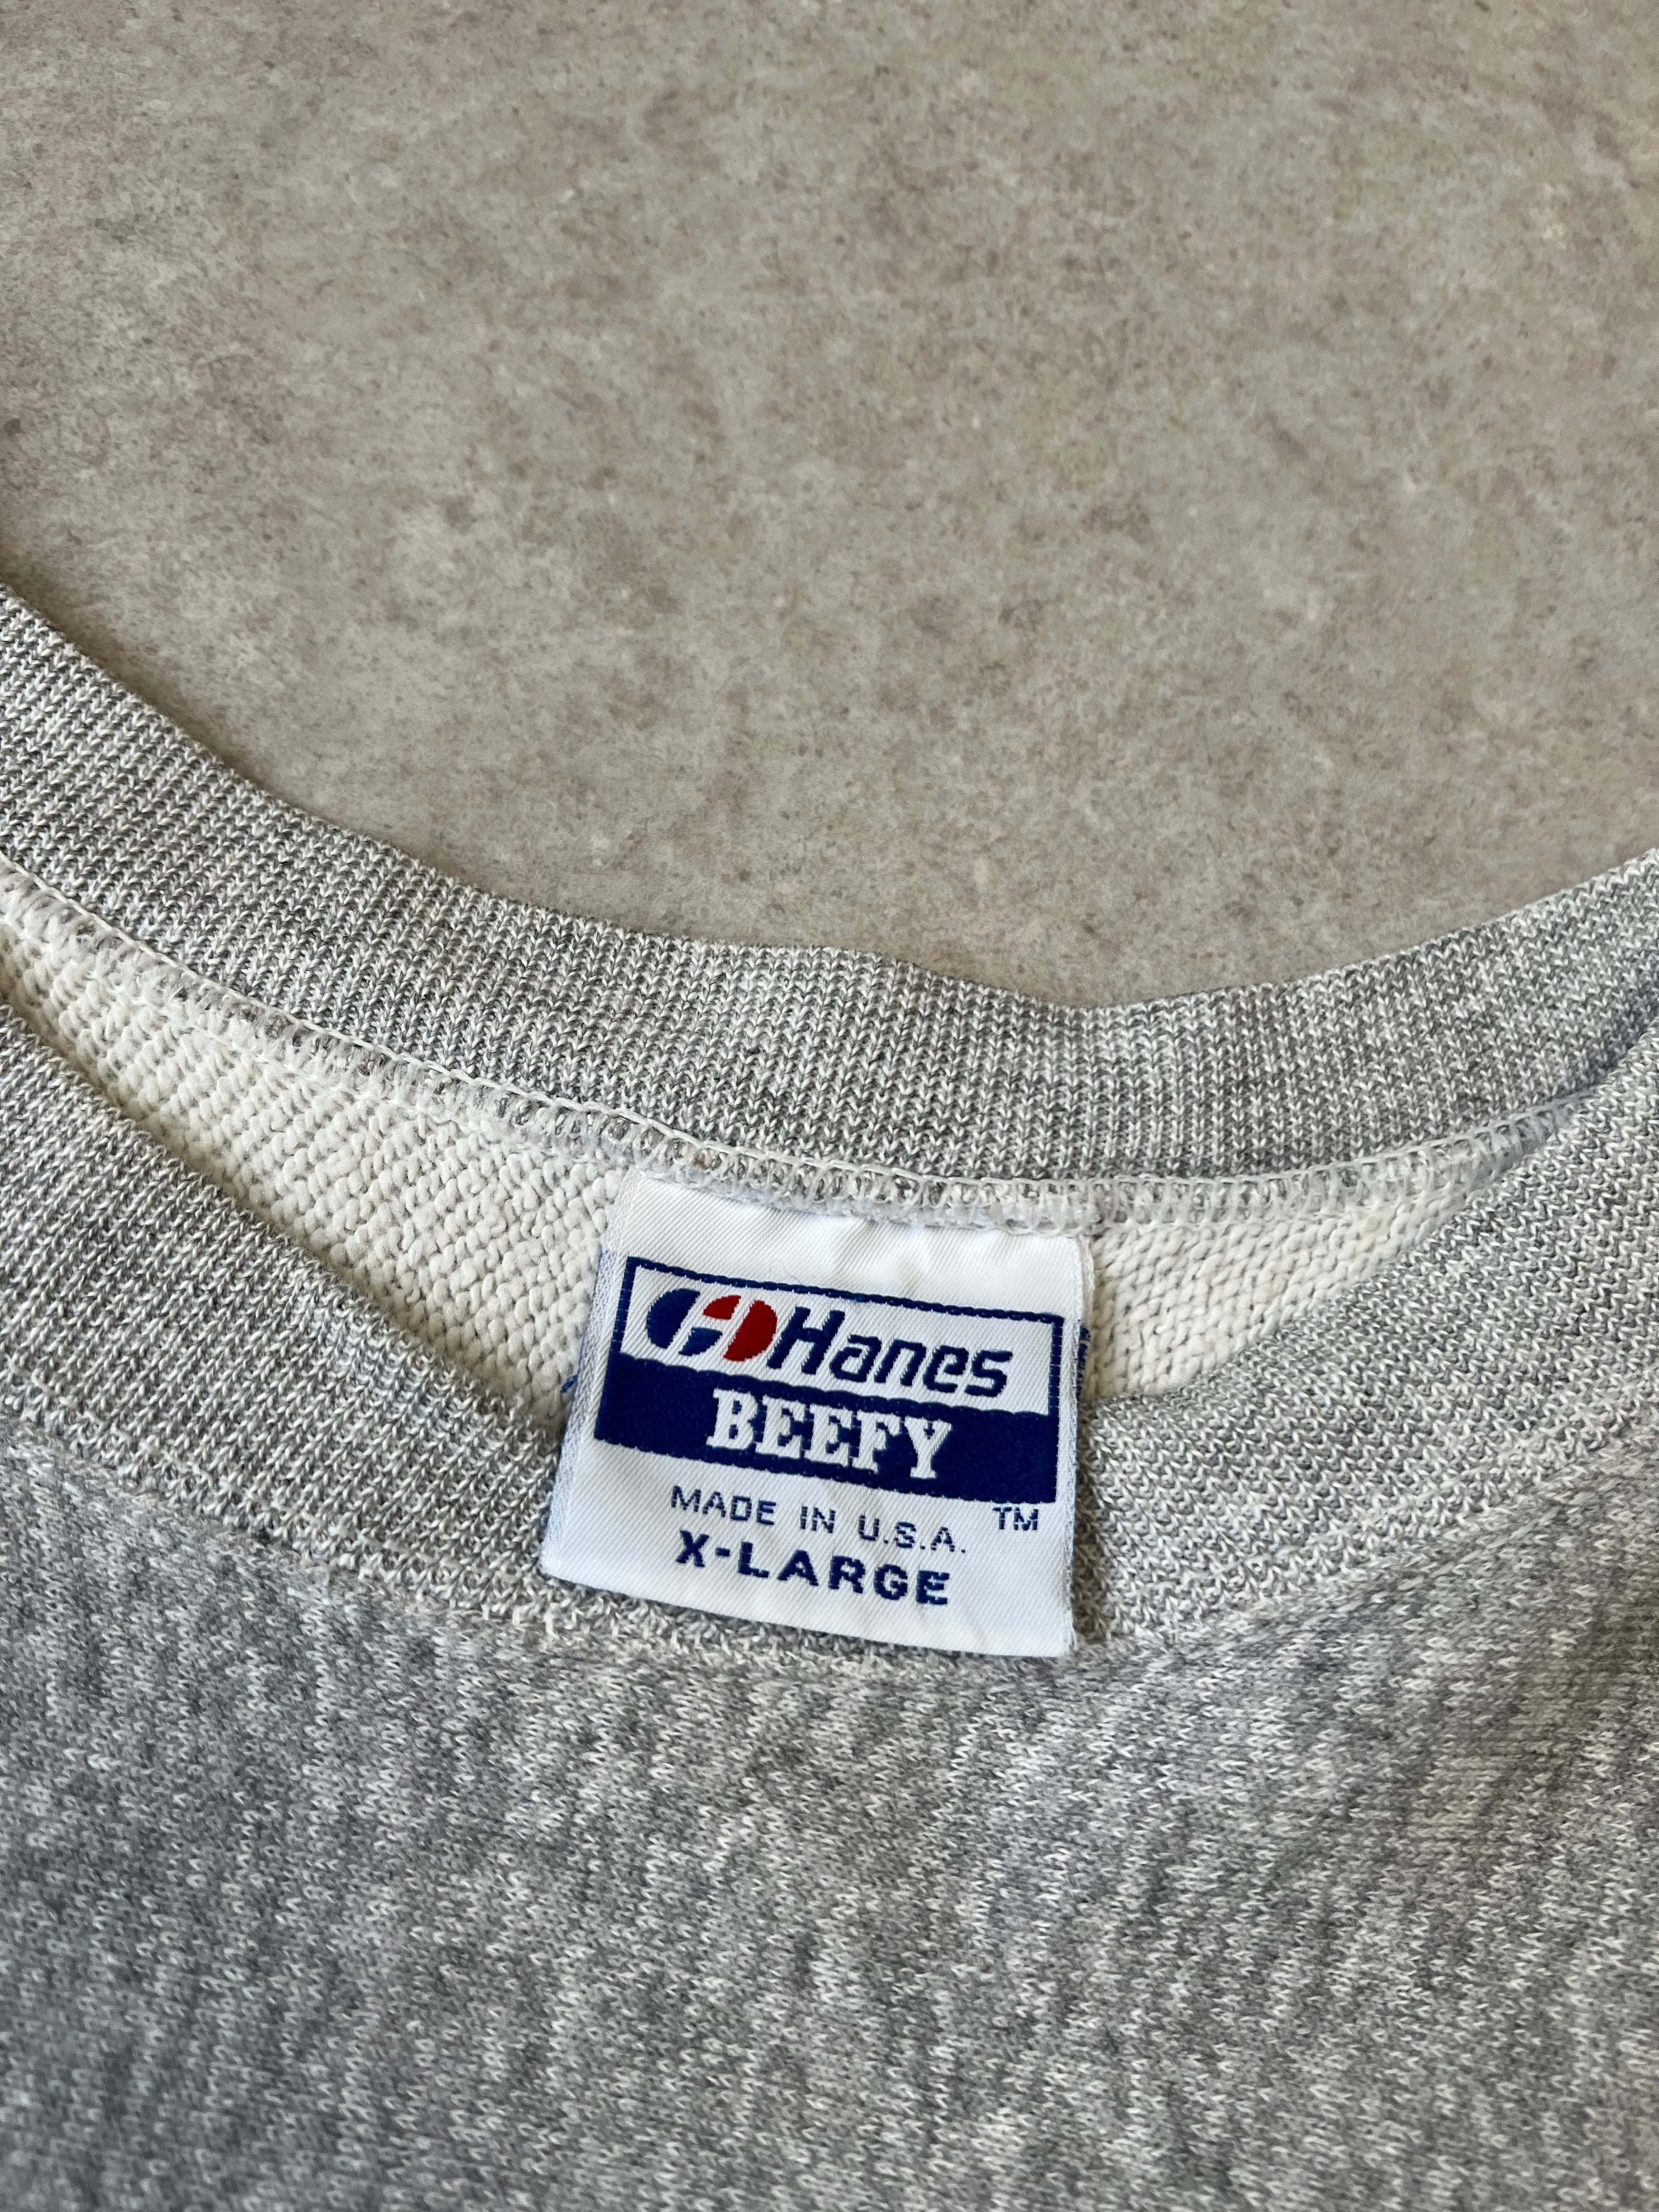 Hanes
BEEFY
TM
MADE IN U.S.A.
X-LARGE